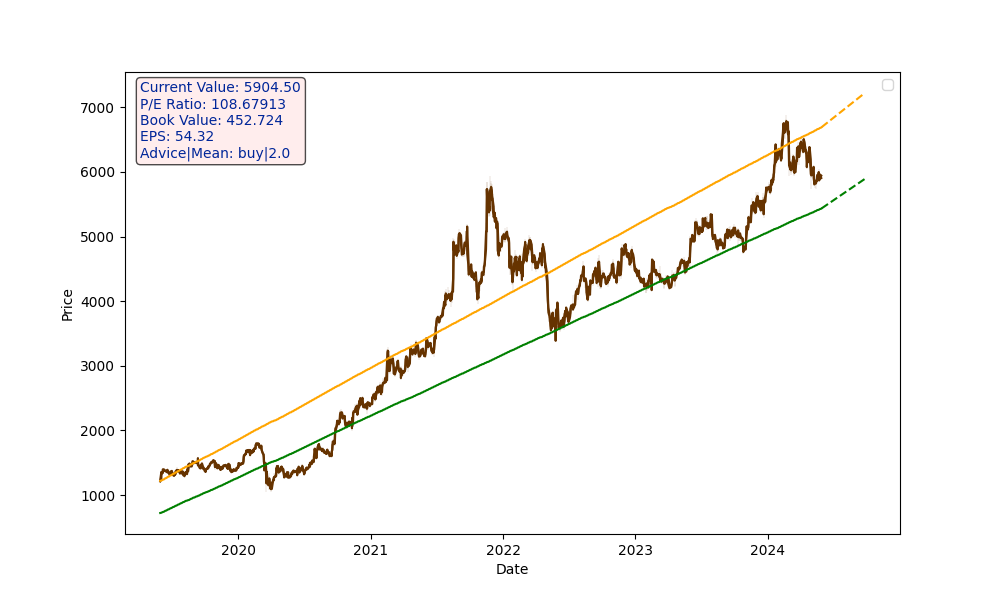 Current Value: 5904.50
P/E Ratio: 108.67913
Book Value: 452.724
EPS: 54.32
Advice|Mean: buy|2.0
7000
6000
5000
4000
3000
2000
1000
Price
2020
2021
2022
2023
2024
Date